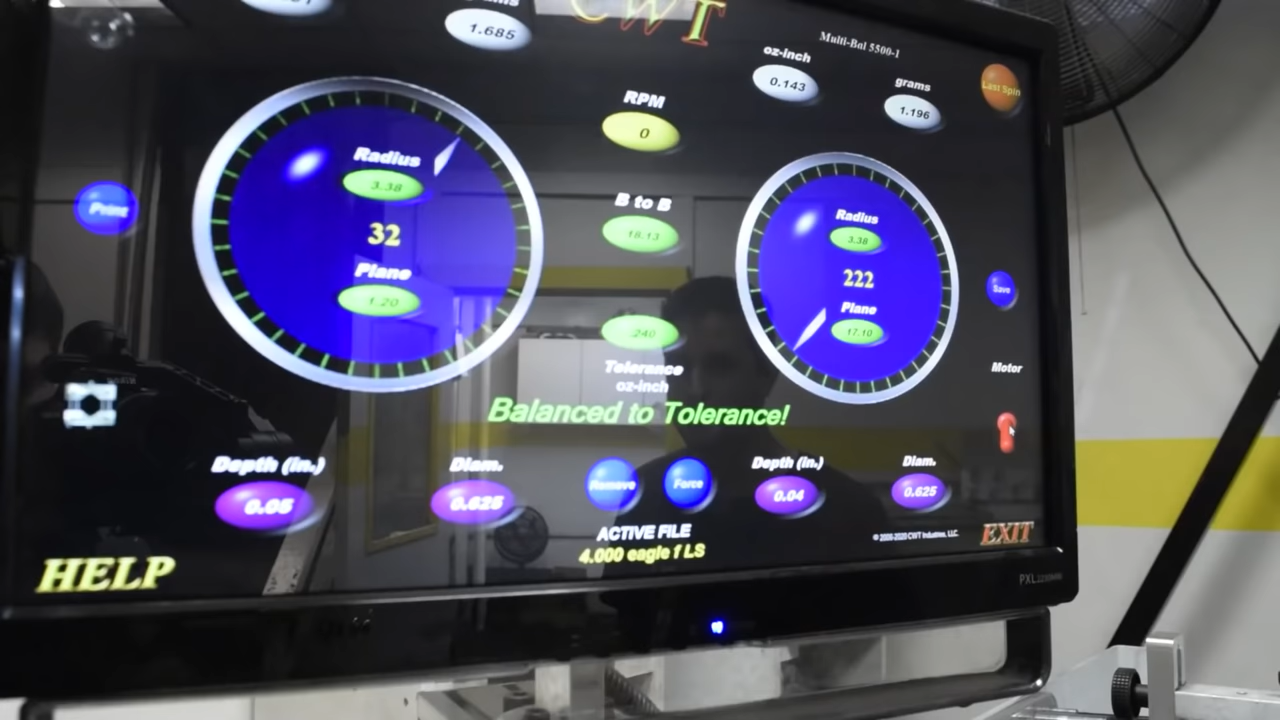 1.685
CWT
Multi-Bal 5500-1
oz-inch
0.143
grams
1.196
Last Spin
RPM
0
Radius
3.38
32
Plane
1.20
Print
B to B
18.13
.240
Tolerance
oz-inch
Radius
3.38
222
Plane
17.10
Save
Motor
Balanced to Tolerance!
Depth (in.)
0.05
Diam.
0.625
Remove
Force
Depth (in.)
0.04
Diam.
0.625
ACTIVE FILE
4.000 eagle f LS
© 2005-2020 CWT Industries, LLC.
EXIT
HELP